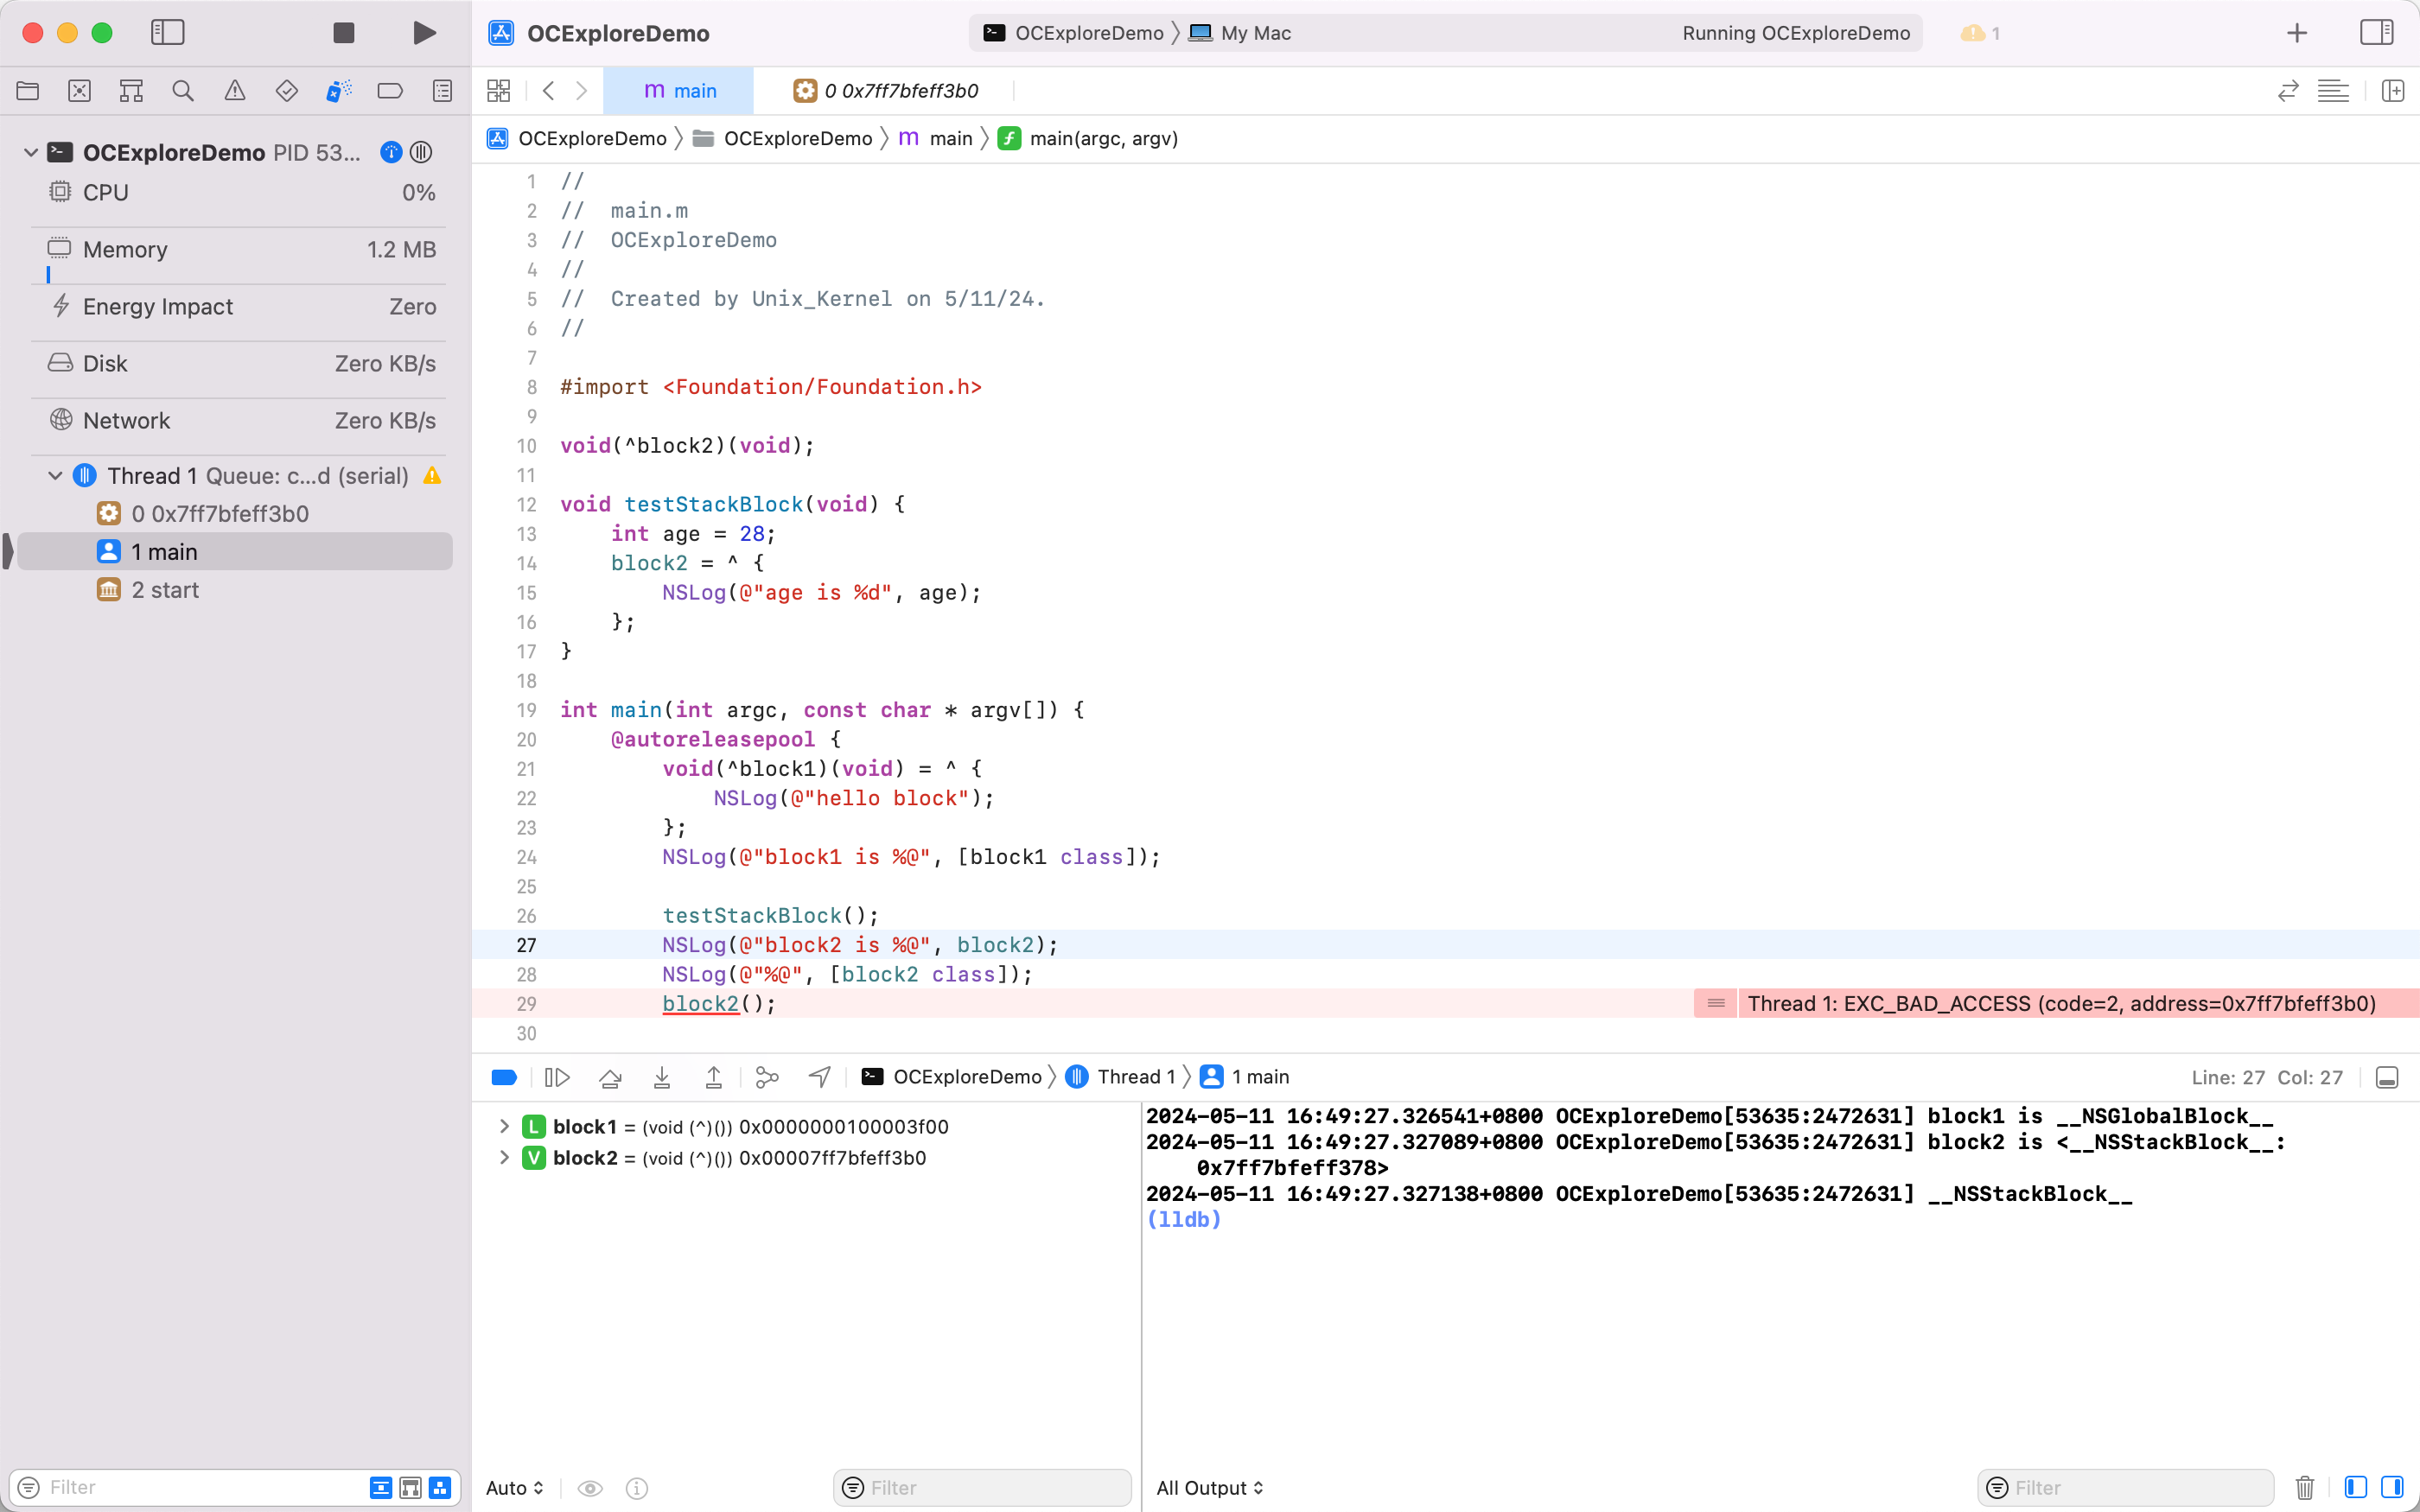 OCExploreDemo
OCExploreDemo 〉 My Mac
Running OCExploreDemo
1
m main
0 0x7ff7bfeff3b0
OCExploreDemo PID 53...
CPU 0%
Memory 1.2 MB
Energy Impact Zero
Disk Zero KB/s
Network Zero KB/s
Thread 1 Queue: c...d (serial)
0 0x7ff7bfeff3b0
1 main
2 start
Filter
OCExploreDemo 〉 OCExploreDemo 〉 m main 〉 f main(argc, argv)
1 //
2 //  main.m
3 //  OCExploreDemo
4 //
5 //  Created by Unix_Kernel on 5/11/24.
6 //
7
8 #import <Foundation/Foundation.h>
9
10 void(^block2)(void);
11
12 void testStackBlock(void) {
13     int age = 28;
14     block2 = ^ {
15         NSLog(@"age is %d", age);
16     };
17 }
18
19 int main(int argc, const char * argv[]) {
20     @autoreleasepool {
21         void(^block1)(void) = ^ {
22             NSLog(@"hello block");
23         };
24         NSLog(@"block1 is %@", [block1 class]);
25
26         testStackBlock();
27         NSLog(@"block2 is %@", block2);
28         NSLog(@"%@", [block2 class]);
29         block2();
Thread 1: EXC_BAD_ACCESS (code=2, address=0x7ff7bfeff3b0)
30
OCExploreDemo 〉 Thread 1 〉 1 main
Line: 27 Col: 27
L block1 = (void (^)()) 0x0000000100003f00
V block2 = (void (^)()) 0x00007ff7bfeff3b0
Auto
Filter
2024-05-11 16:49:27.326541+0800 OCExploreDemo[53635:2472631] block1 is __NSGlobalBlock__
2024-05-11 16:49:27.327089+0800 OCExploreDemo[53635:2472631] block2 is <__NSStackBlock__:
0x7ff7bfeff378>
2024-05-11 16:49:27.327138+0800 OCExploreDemo[53635:2472631] __NSStackBlock__
(lldb)
All Output
Filter